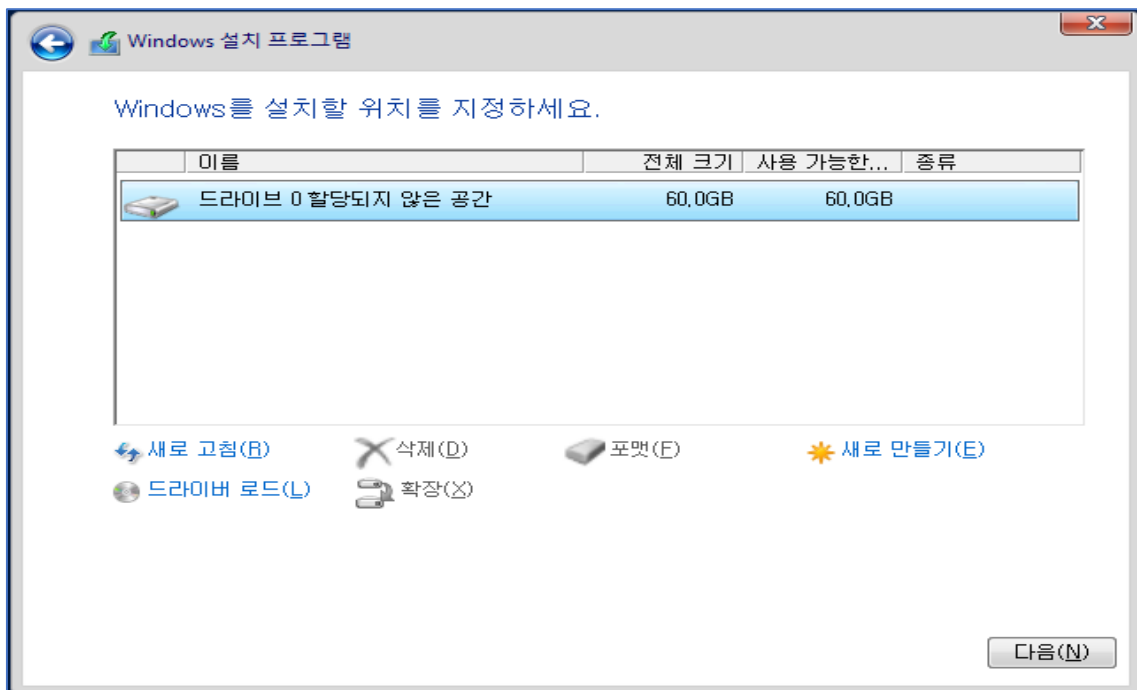 Windows 설치 프로그램
Windows를 설치할 위치를 지정하세요.
이름 전체 크기 사용 가능한... 종류
드라이브 0 할당되지 않은 공간 60.0GB 60.0GB
새로 고침(R) 삭제(D) 포맷(F) 새로 만들기(E)
드라이버 로드(L) 확장(X)
다음(N)